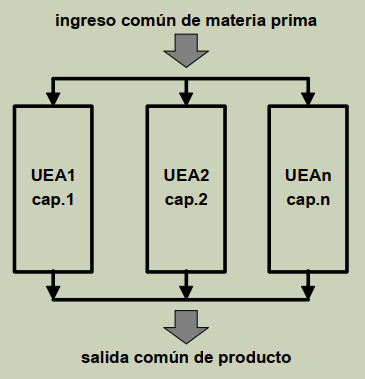 ingreso común de materia prima
UEA1
cap.1
UEA2
cap.2
UEAn
cap.n
salida común de producto